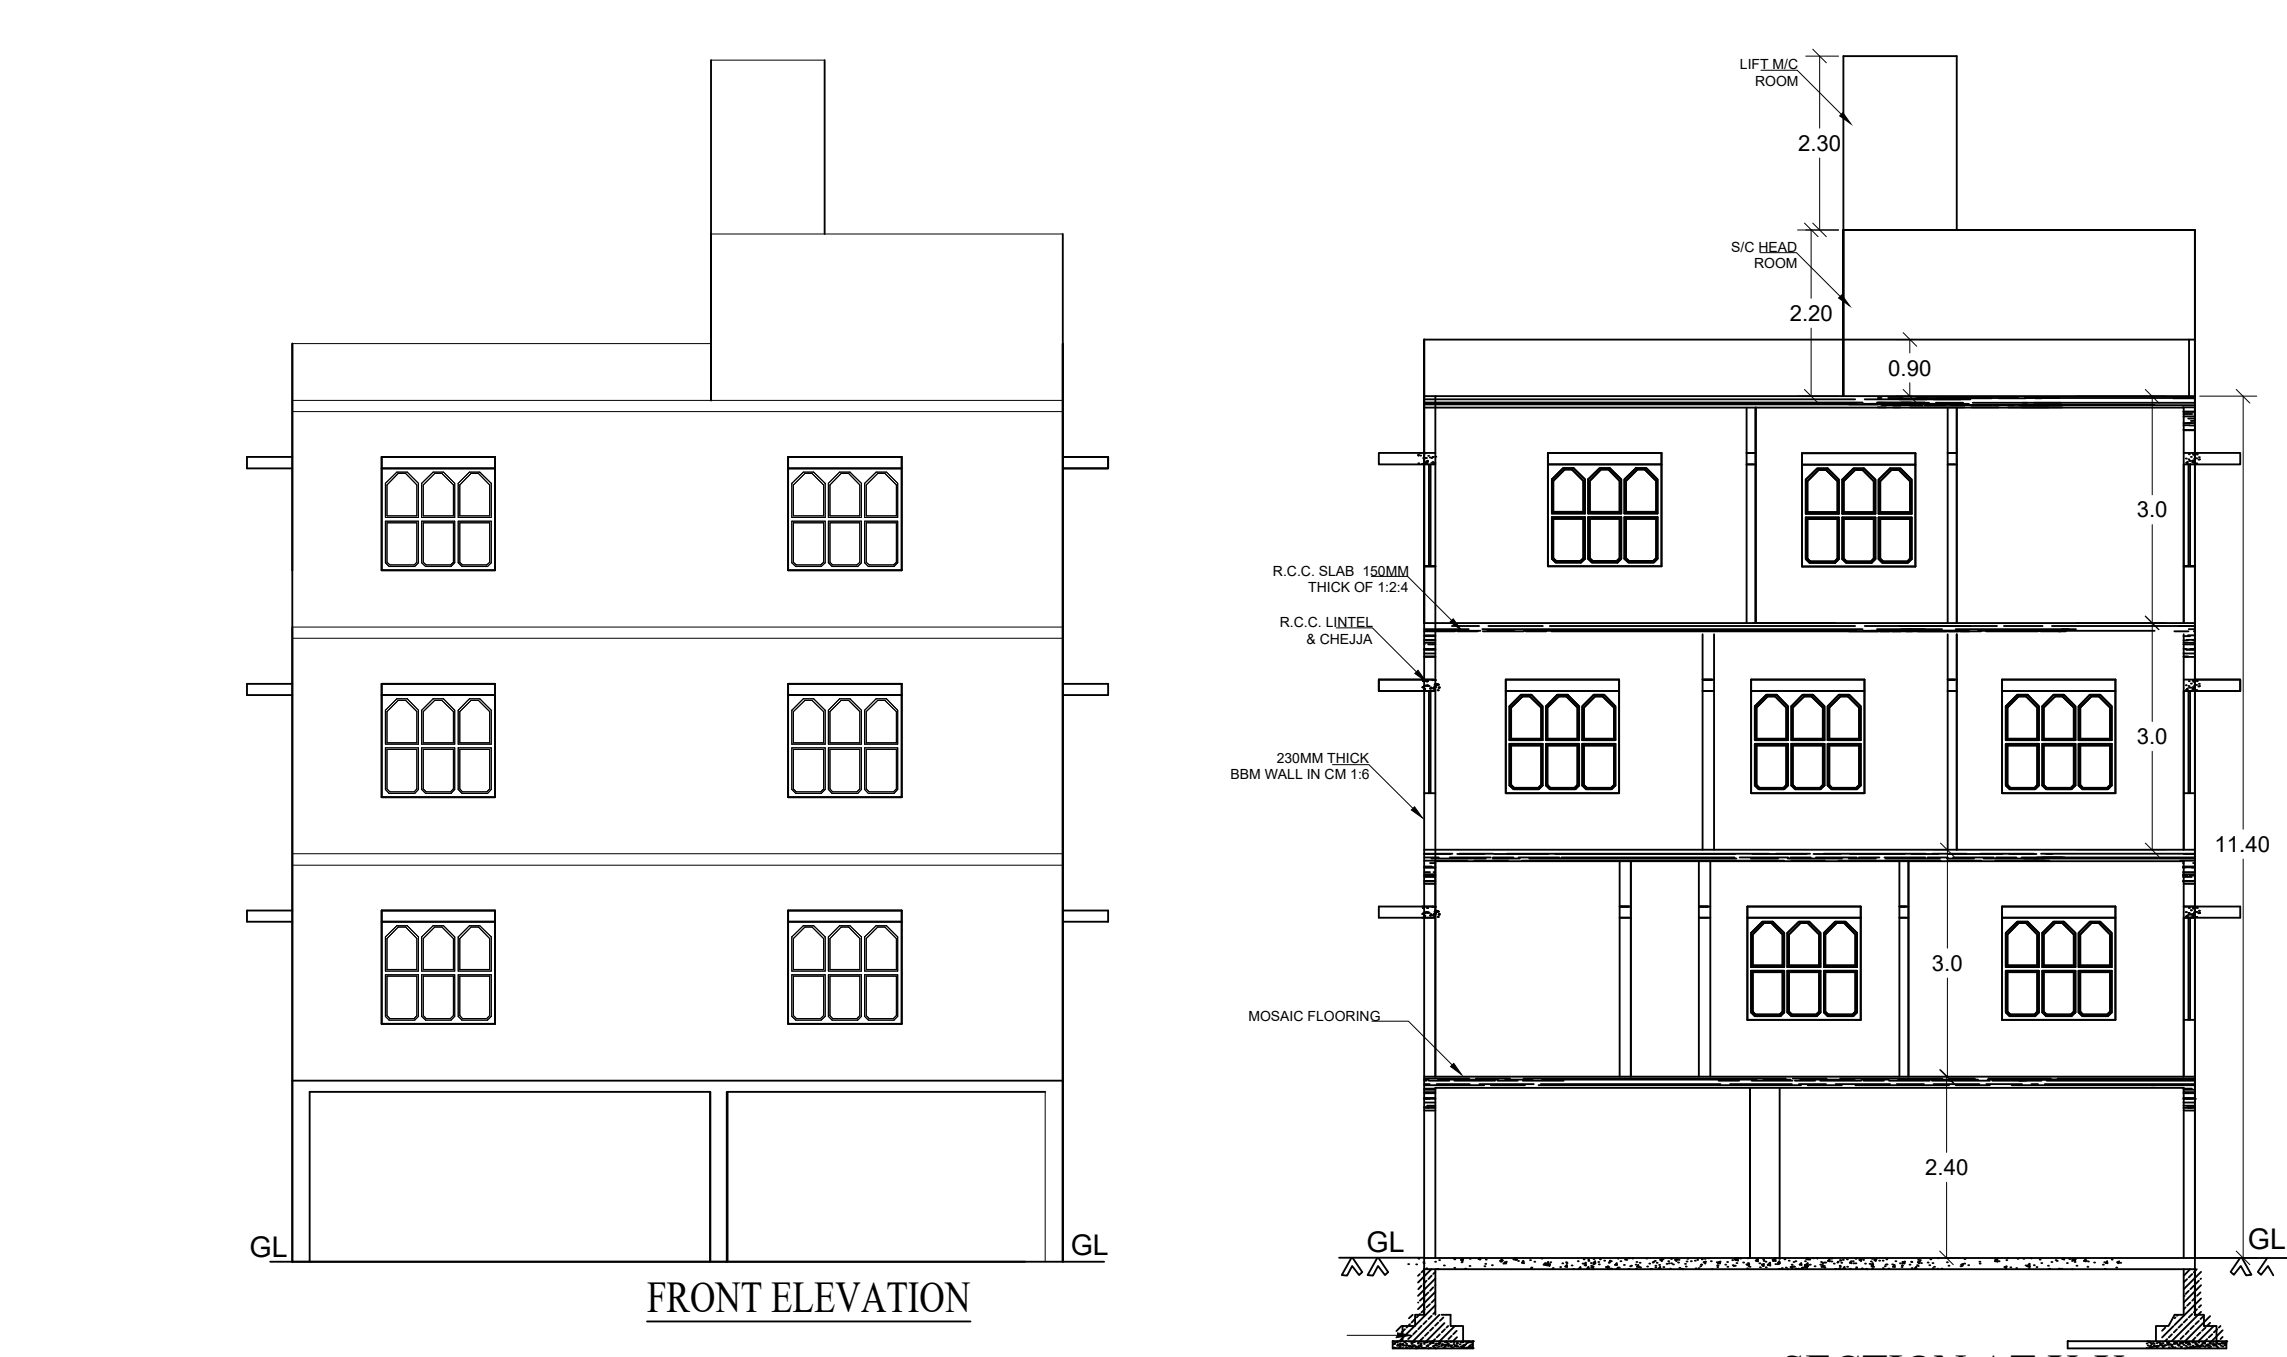 LIFT M/C
ROOM
2.30
S/C HEAD
ROOM
2.20
0.90
3.0
R.C.C. SLAB 150MM
THICK OF 1:2:4
R.C.C. LINTEL
& CHEJJA
3.0
230MM THICK
BBM WALL IN CM 1:6
11.40
3.0
MOSAIC FLOORING
2.40
GL
GL
GL
GL
FRONT ELEVATION
SECTION AT